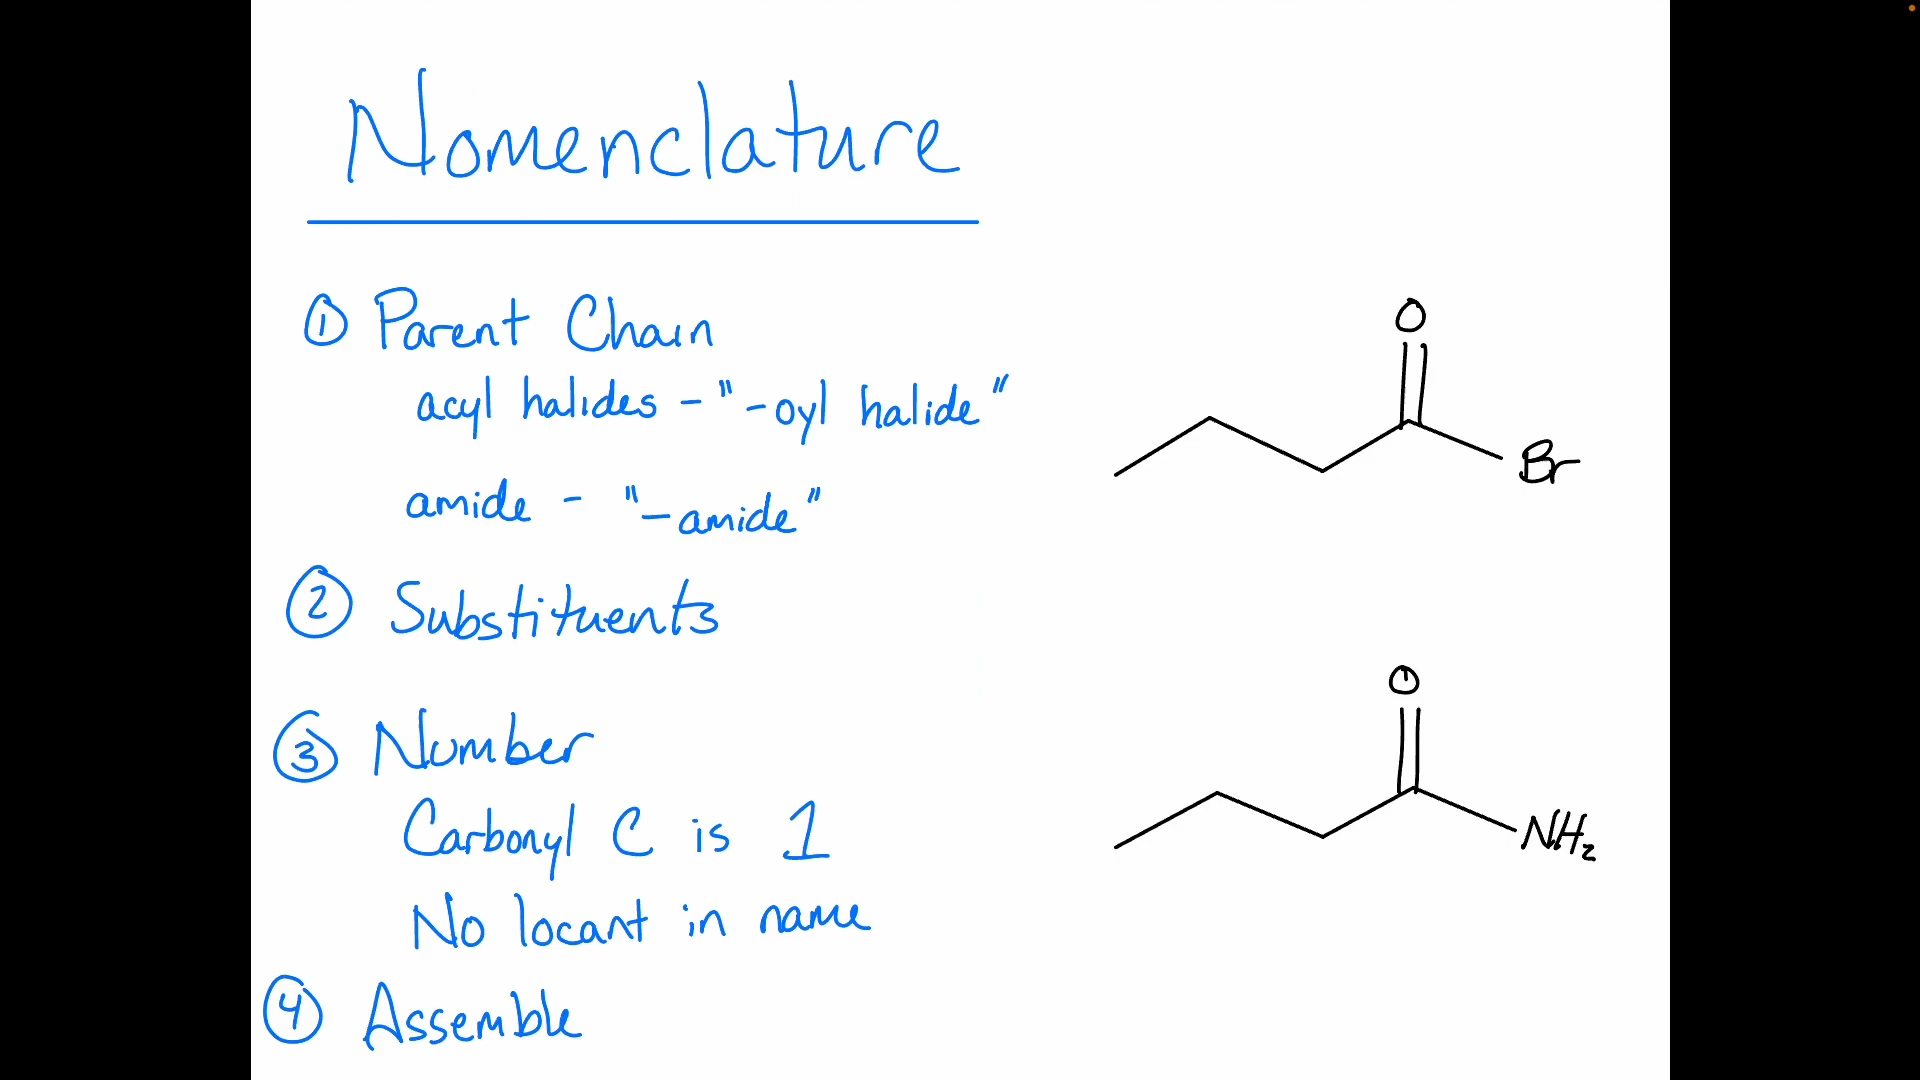 Nomenclature
① Parent Chain
acyl halides - "-oyl halide"
amide - "-amide"
② Substituents
③ Number
Carbonyl C is 1
No locant in name
④ Assemble
O
Br
O
NH₂